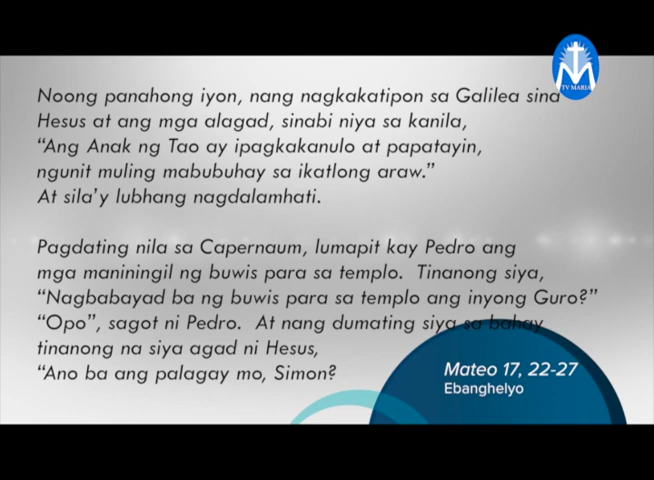 TV MARIA
Noong panahong iyon, nang nagkakatipon sa Galilea sina
Hesus at ang mga alagad, sinabi niya sa kanila,
“Ang Anak ng Tao ay ipagkakanulo at papatayin,
ngunit muling mabubuhay sa ikatlong araw.”
At sila’y lubhang nagdalamhati.
Pagdating nila sa Capernaum, lumapit kay Pedro ang
mga maniningil ng buwis para sa templo. Tinanong siya,
“Nagbabayad ba ng buwis para sa templo ang inyong Guro?”
“Opo”, sagot ni Pedro. At nang dumating siya sa bahay
tinanong na siya agad ni Hesus,
“Ano ba ang palagay mo, Simon?
Mateo 17, 22-27
Ebanghelyo